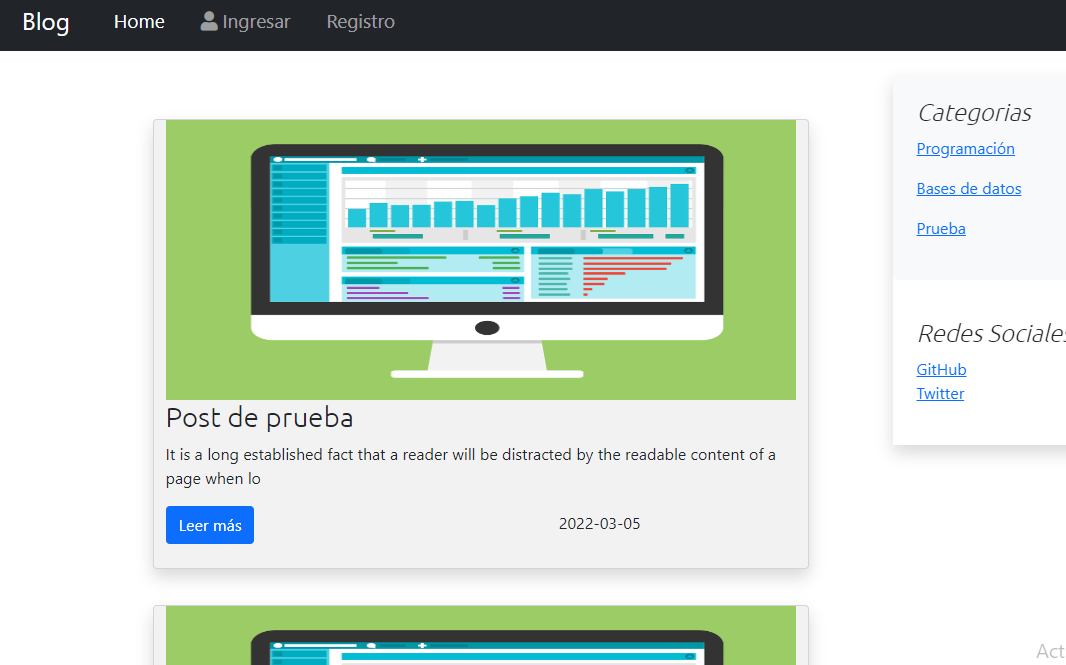 Blog Home Ingresar Registro
Categorias
Programación
Bases de datos
Prueba
Redes Sociales
GitHub
Twitter
Post de prueba
It is a long established fact that a reader will be distracted by the readable content of a
page when lo
Leer más 2022-03-05
Act